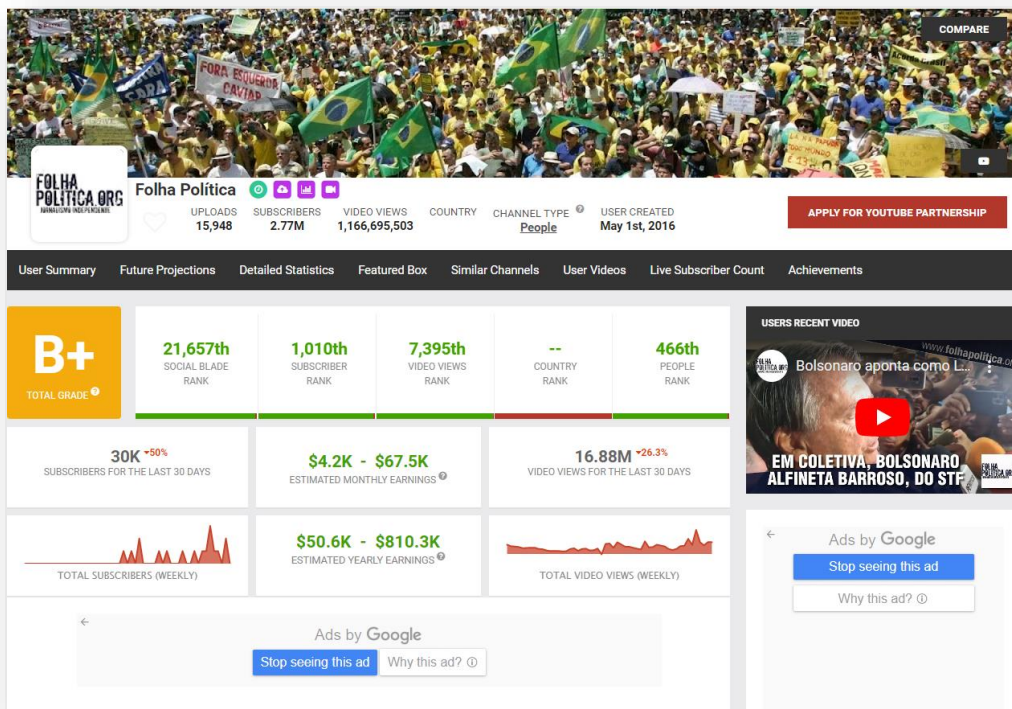 COMPARE
FORA ESQUERDA
CAVIAR
FOLHA
POLITICA.ORG
JORNALISMO INDEPENDENTE
Folha Política
UPLOADS SUBSCRIBERS VIDEO VIEWS COUNTRY CHANNEL TYPE USER CREATED
15,948 2.77M 1,166,695,503 People May 1st, 2016
APPLY FOR YOUTUBE PARTNERSHIP
User Summary Future Projections Detailed Statistics Featured Box Similar Channels User Videos Live Subscriber Count Achievements
B+
TOTAL GRADE
21,657th
SOCIAL BLADE
RANK
1,010th
SUBSCRIBER
RANK
7,395th
VIDEO VIEWS
RANK
--
COUNTRY
RANK
466th
PEOPLE
RANK
30K -50%
SUBSCRIBERS FOR THE LAST 30 DAYS
$4.2K - $67.5K
ESTIMATED MONTHLY EARNINGS
16.88M -26.3%
VIDEO VIEWS FOR THE LAST 30 DAYS
TOTAL SUBSCRIBERS (WEEKLY)
$50.6K - $810.3K
ESTIMATED YEARLY EARNINGS
TOTAL VIDEO VIEWS (WEEKLY)
Ads by Google
Stop seeing this ad Why this ad?
USERS RECENT VIDEO
www.folhapolitica.o
Bolsonaro aponta como L...
EM COLETIVA, BOLSONARO
ALFINETA BARROSO, DO STF
Ads by Google
Stop seeing this ad
Why this ad?